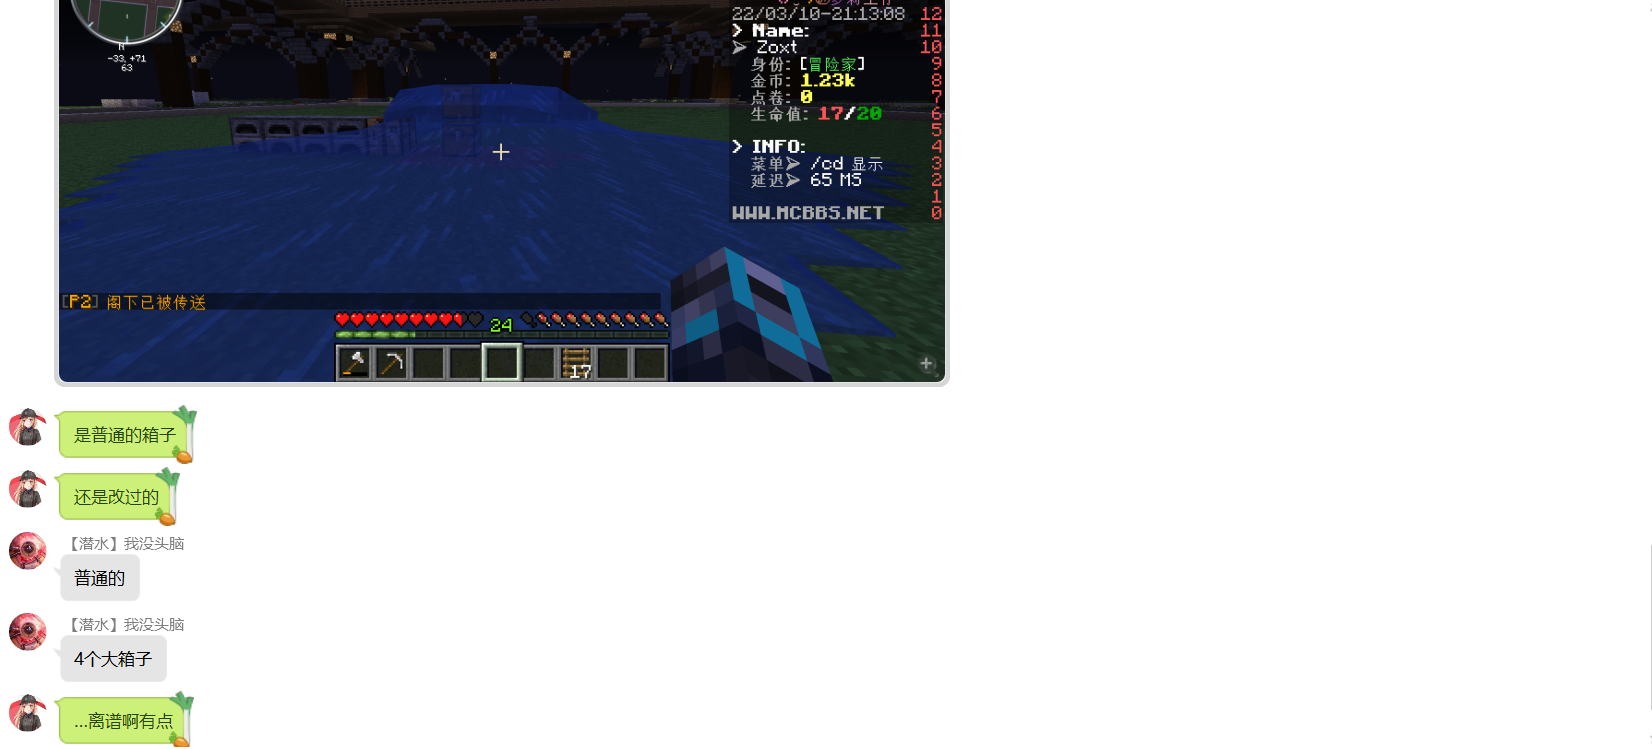 22/03/10-21:13:08 12
> Name: 11
➢ Zoxt 10
身份: [冒险家] 9
金币: 1.23k 8
点卷: 0 7
生命值: 17/20 6
5
> INFO: 4
菜单➢ /cd 显示 3
延迟➢ 65 MS 2
1
WWW.MCBBS.NET 0
N
-33, +71
63
[P2] 阁下已被传送
24
17
是普通的箱子
还是改过的
【潜水】我没头脑
普通的
【潜水】我没头脑
4个大箱子
...离谱啊有点